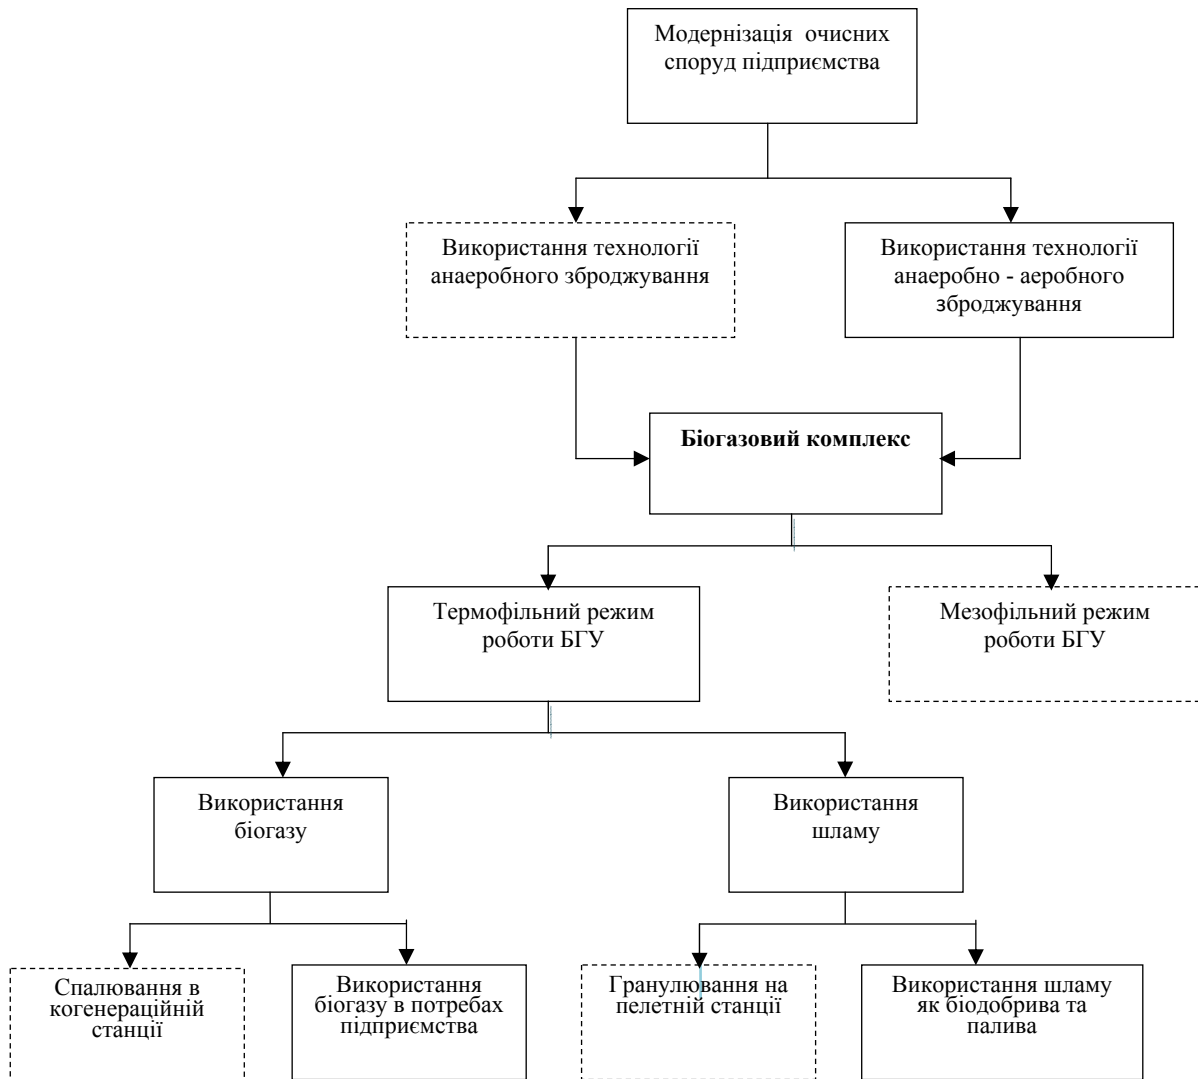 Модернізація очисних
споруд підприємства
Використання технології
анаеробного зброджування
Використання технології
анаеробно - аеробного
зброджування
Біогазовий комплекс
Термофільний режим
роботи БГУ
Мезофільний режим
роботи БГУ
Використання
біогазу
Використання
шламу
Спалювання в
когенераційній
станції
Використання
біогазу в потребах
підприємства
Гранулювання на
пелетній станції
Використання шламу
як біодобрива та
палива